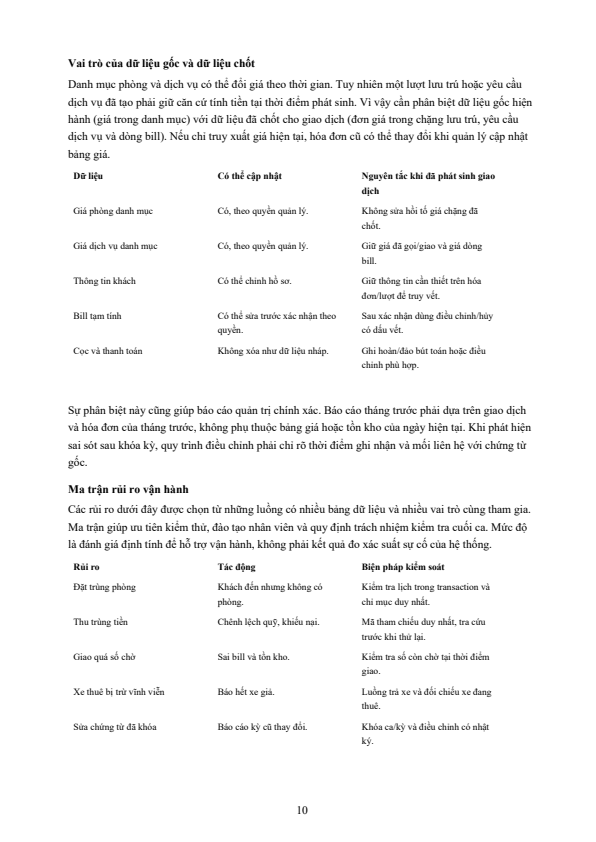 Vai trò của dữ liệu gốc và dữ liệu chốt
Danh mục phòng và dịch vụ có thể đổi giá theo thời gian. Tuy nhiên một lượt lưu trú hoặc yêu cầu
dịch vụ đã tạo phải giữ căn cứ tính tiền tại thời điểm phát sinh. Vì vậy cần phân biệt dữ liệu gốc hiện
hành (giá trong danh mục) với dữ liệu đã chốt cho giao dịch (đơn giá trong chặng lưu trú, yêu cầu
dịch vụ và dòng bill). Nếu chỉ truy xuất giá hiện tại, hóa đơn cũ có thể thay đổi khi quản lý cập nhật
bảng giá.
Dữ liệu Có thể cập nhật Nguyên tắc khi đã phát sinh giao
dịch
Giá phòng danh mục Có, theo quyền quản lý. Không sửa hồi tố giá chặng đã
chốt.
Giá dịch vụ danh mục Có, theo quyền quản lý. Giữ giá đã gọi/giao và giá dòng
bill.
Thông tin khách Có thể chỉnh hồ sơ. Giữ thông tin cần thiết trên hóa
đơn/lượt để truy vết.
Bill tạm tính Có thể sửa trước xác nhận theo Sau xác nhận dùng điều chỉnh/hủy
quyền. có dấu vết.
Cọc và thanh toán Không xóa như dữ liệu nháp. Ghi hoàn/đảo bút toán hoặc điều
chỉnh phù hợp.
Sự phân biệt này cũng giúp báo cáo quản trị chính xác. Báo cáo tháng trước phải dựa trên giao dịch
và hóa đơn của tháng trước, không phụ thuộc bảng giá hoặc tồn kho của ngày hiện tại. Khi phát hiện
sai sót sau khóa kỳ, quy trình điều chỉnh phải chỉ rõ thời điểm ghi nhận và mối liên hệ với chứng từ
gốc.
Ma trận rủi ro vận hành
Các rủi ro dưới đây được chọn từ những luồng có nhiều bảng dữ liệu và nhiều vai trò cùng tham gia.
Ma trận giúp ưu tiên kiểm thử, đào tạo nhân viên và quy định trách nhiệm kiểm tra cuối ca. Mức độ
là đánh giá định tính để hỗ trợ vận hành, không phải kết quả đo xác suất sự cố của hệ thống.
Rủi ro Tác động Biện pháp kiểm soát
Đặt trùng phòng Khách đến nhưng không có Kiểm tra lịch trong transaction và
phòng. chỉ mục duy nhất.
Thu trùng tiền Chênh lệch quỹ, khiếu nại. Mã tham chiếu duy nhất, tra cứu
trước khi thử lại.
Giao quá số chờ Sai bill và tồn kho. Kiểm tra số còn chờ tại thời điểm
giao.
Xe thuê bị trừ vĩnh viễn Báo hết xe giả. Luồng trả xe và đối chiếu xe đang
thuê.
Sửa chứng từ đã khóa Báo cáo kỳ cũ thay đổi. Khóa ca/kỳ và điều chỉnh có nhật
ký.
10